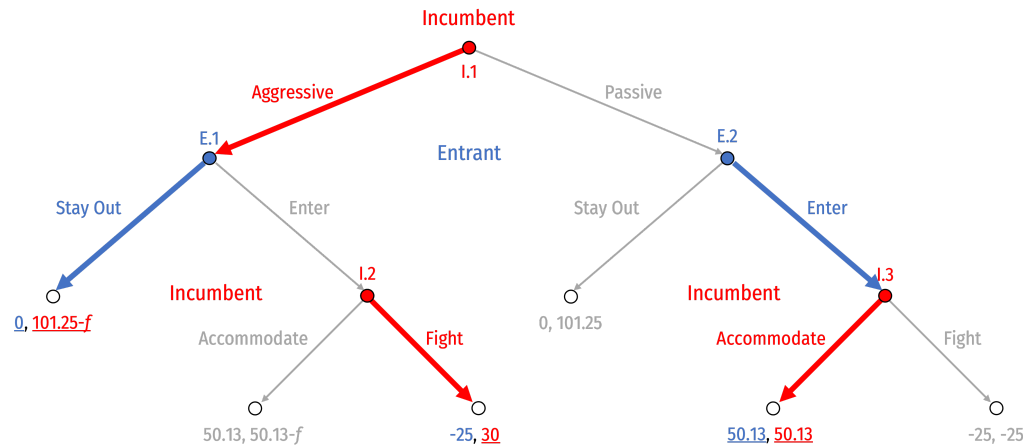 Incumbent
I.1
Aggressive
Passive
E.1
Entrant
E.2
Stay Out
Enter
Stay Out
Enter
I.2
I.3
Incumbent
Incumbent
0, 101.25-f
0, 101.25
Accommodate
Fight
Accommodate
Fight
50.13, 50.13-f
-25, 30
50.13, 50.13
-25, -25